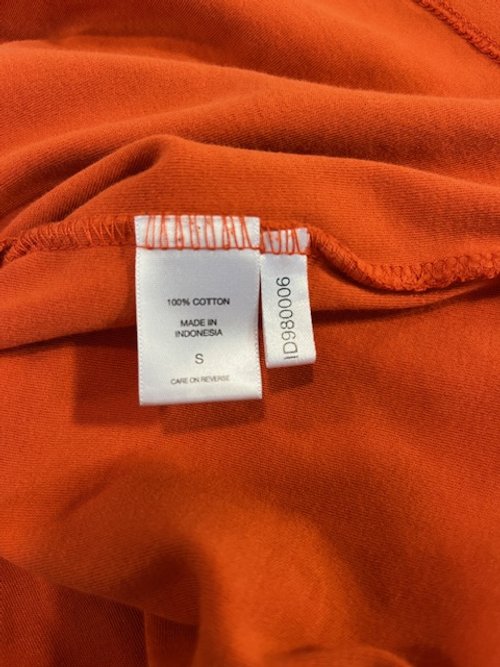 100% COTTON
MADE IN
INDONESIA
S
CARE ON REVERSE
ID980006